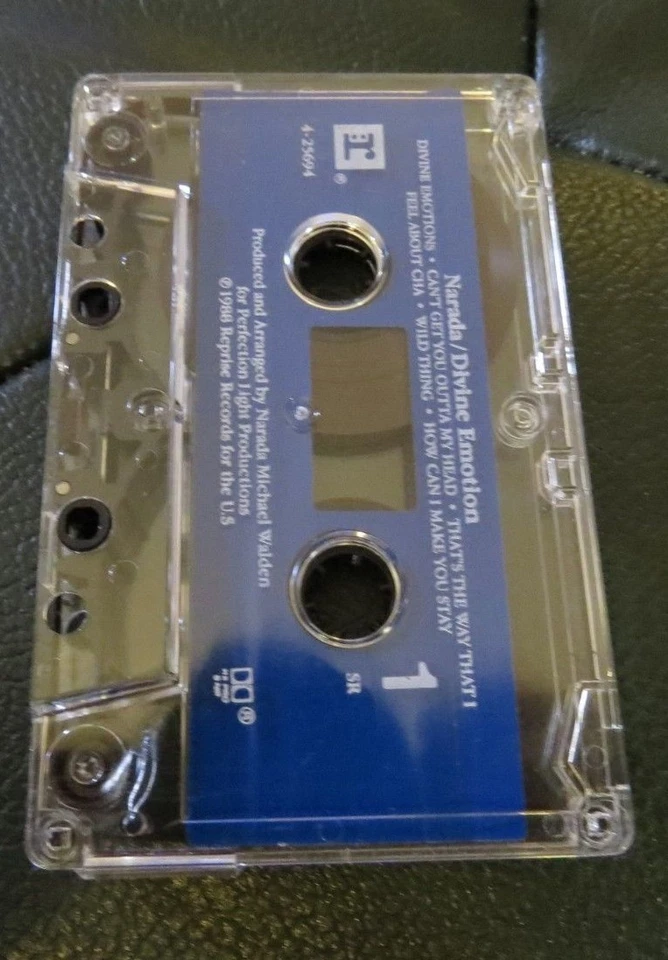 Narada/Divine Emotion
DIVINE EMOTIONS • CAN'T GET YOU OUTTA MY HEAD • THAT'S THE WAY THAT I
FEEL ABOUT CHA • WILD THING • HOW CAN I MAKE YOU STAY
r®
1
4-25694
SR
Produced and Arranged by Narada Michael Walden
for Perfection Light Productions
℗1988 Reprise Records for the U.S
®